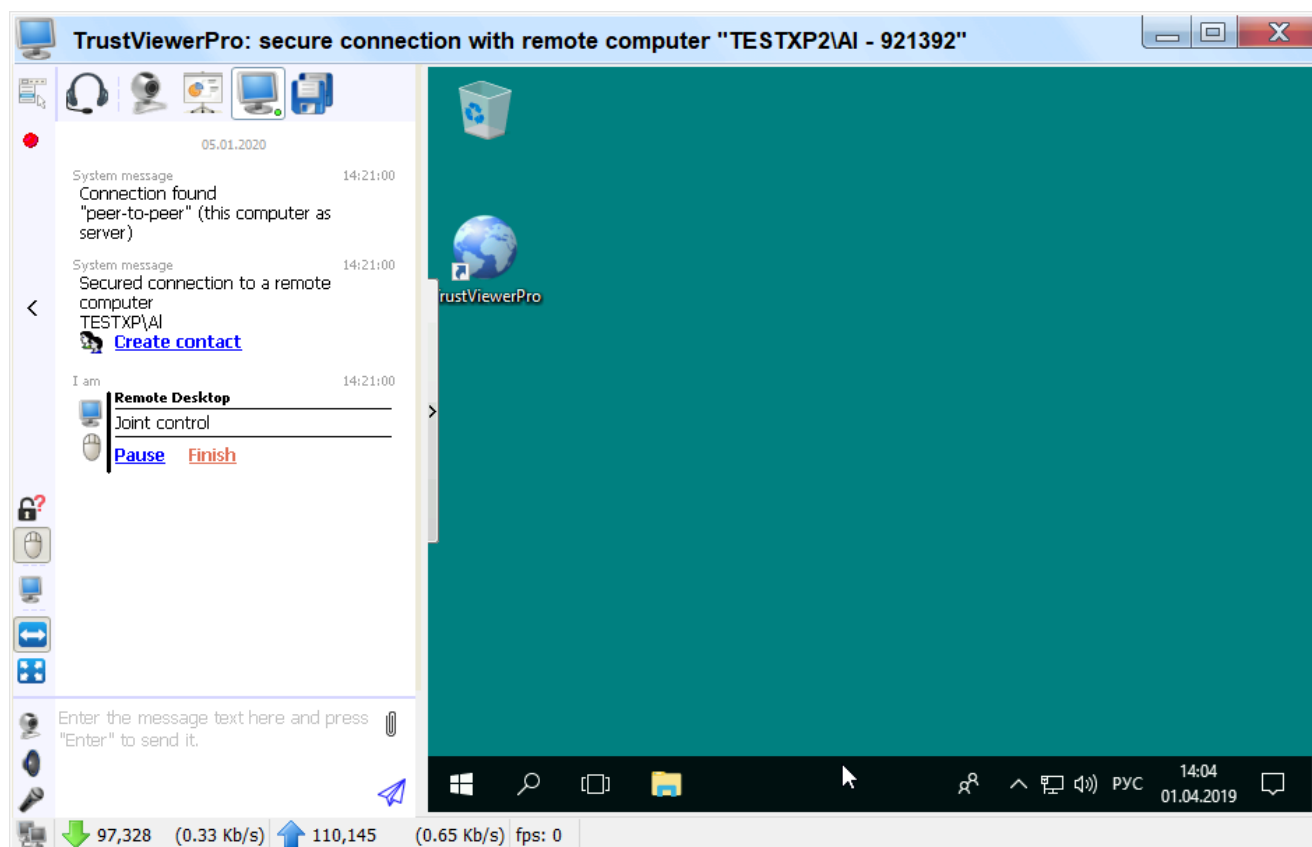 TrustViewerPro: secure connection with remote computer "TESTXP2\Al - 921392"
05.01.2020
System message 14:21:00
Connection found
"peer-to-peer" (this computer as
server)
System message 14:21:00
Secured connection to a remote
computer
TESTXP\Al
Create contact
I am 14:21:00
Remote Desktop
Joint control
Pause Finish
Enter the message text here and press
"Enter" to send it.
rustViewerPro
РУС
14:04
01.04.2019
97,328 (0.33 Kb/s) 110,145 (0.65 Kb/s) fps: 0